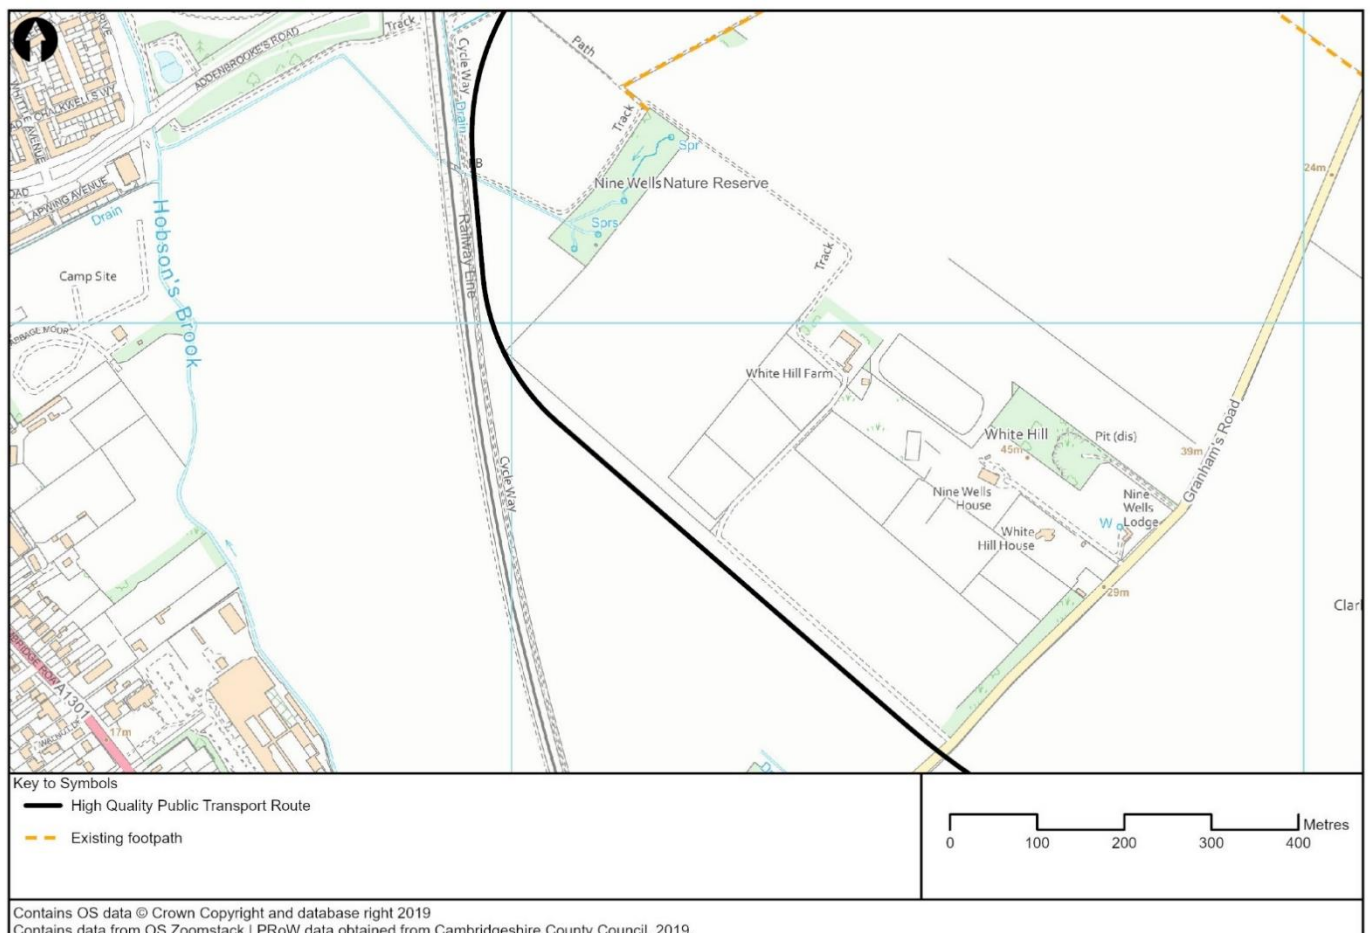 DRIVE
Track
ADDENBROOKE'S ROAD
WHITTLE AVENUE
CHALKWELLS WY
Cycle Way
Path
Drain
Track
Spr
24m
ROAD
LAPWING AVENUE
Nine Wells Nature Reserve
Drain
Hobson's Brook
Sprs
Railway Line
Track
Camp Site
White Hill Farm
White Hill
Pit (dis)
45m
39m
Granham's Road
Cycle Way
Nine Wells
House
Nine
Wells
Lodge
W
White
Hill House
29m
Clar
A1301
17m
Key to Symbols
High Quality Public Transport Route
Existing footpath
0 100 200 300 400 Metres
Contains OS data © Crown Copyright and database right 2019
Contains data from OS Zoomstack | PRoW data obtained from Cambridgeshire County Council, 2019